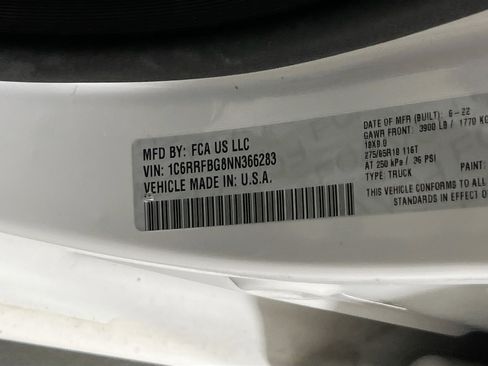 MFD BY: FCA US LLC
VIN: 1C6RRFBG8NN366283
VEHICLE MADE IN: U.S.A.
DATE OF MFR (BUILT): 6-22
GAWR FRONT: 3900 LB / 1770 KG
18X8.0
275/65R18 116T
AT 250 kPa / 36 PSI
TYPE: TRUCK
THIS VEHICLE CONFORMS TO ALL
STANDARDS IN EFFECT O